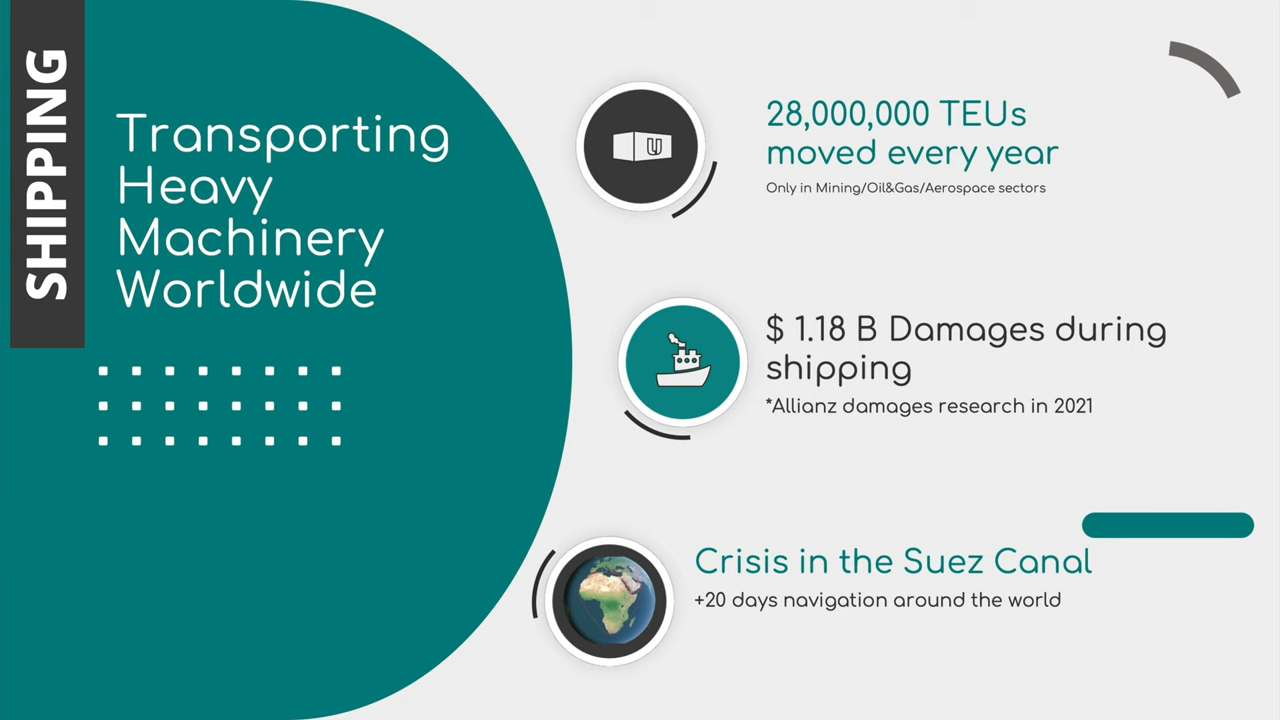 SHIPPING
Transporting
Heavy
Machinery
Worldwide
28,000,000 TEUs
moved every year
Only in Mining/Oil&Gas/Aerospace sectors
$ 1.18 B Damages during
shipping
*Allianz damages research in 2021
Crisis in the Suez Canal
+20 days navigation around the world